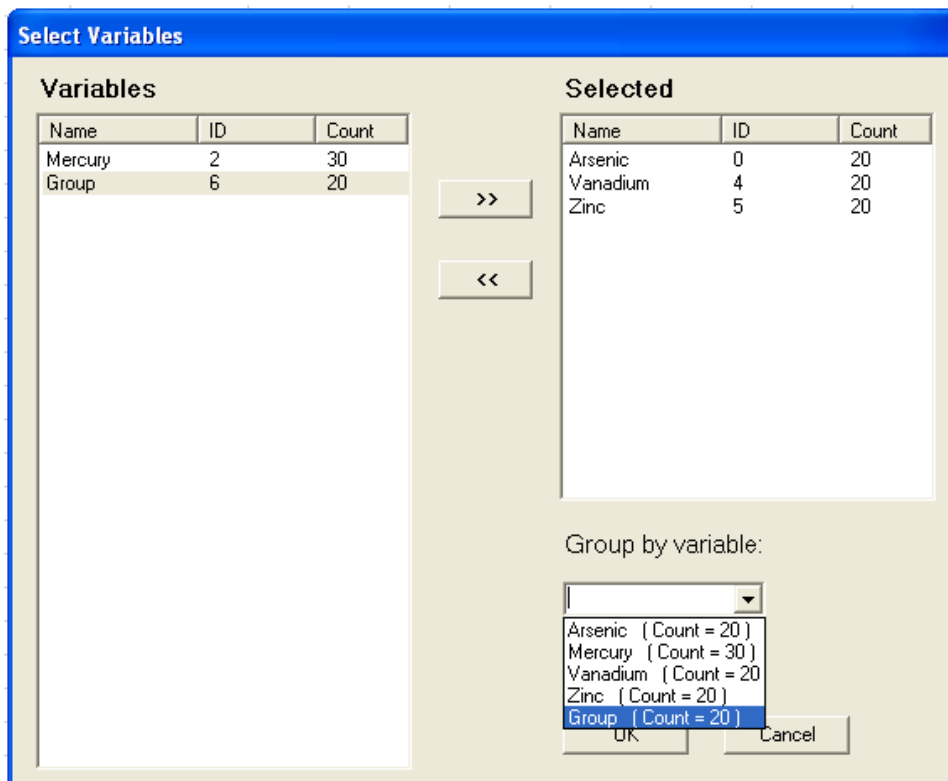 Select Variables
Variables
Name ID Count
Mercury 2 30
Group 6 20
>>
<<
Selected
Name ID Count
Arsenic 0 20
Vanadium 4 20
Zinc 5 20
Group by variable:
Arsenic ( Count = 20 )
Mercury ( Count = 30 )
Vanadium ( Count = 20
Zinc ( Count = 20 )
Group ( Count = 20 )
OK Cancel